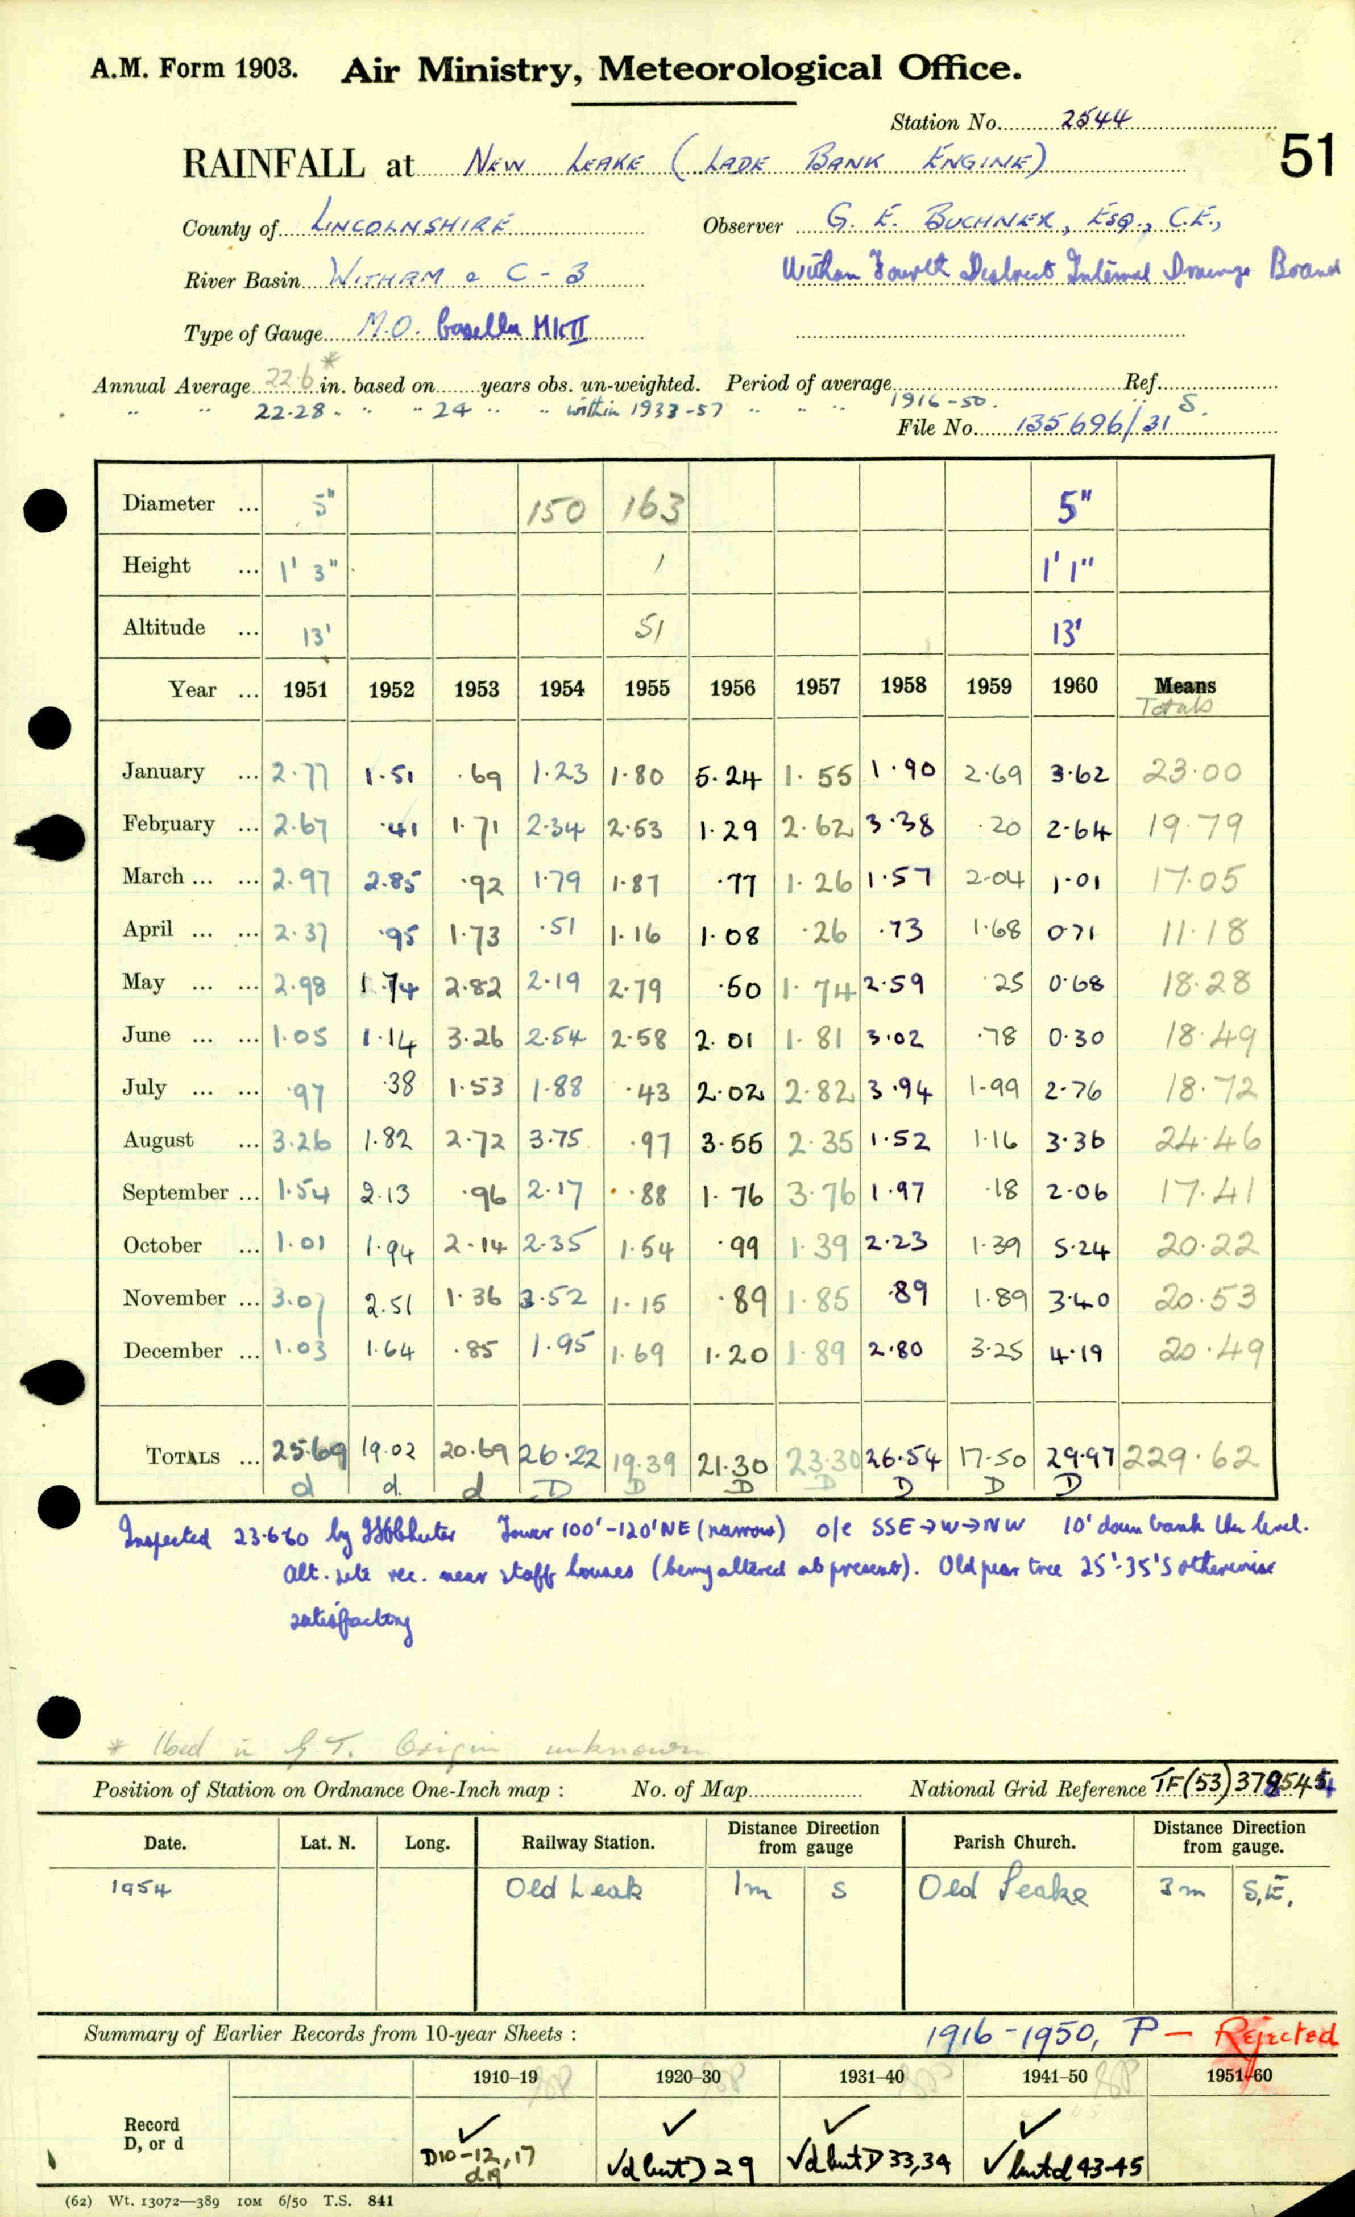 A.M. Form 1903. Air Ministry, Meteorological Office.
Station No. 2544
51
RAINFALL at New Leake (Lade Bank Engine)
County of Lincolnshire Observer G. E. Buchner, Esq., C.E.,
River Basin Witham e C-3 Witham Fourth District Internal Drainage Board
Type of Gauge M.O. Casella Mk II
Annual Average 22.6* in. based on years obs. un-weighted. Period of average Ref.
" " 22.28 " " " 24 " " within 1933-57 " " " 1916-50. " S.
File No. 135696/31
Diameter ... 5" 150 163 5"
Height ... 1' 3" 1 1' 1"
Altitude ... 13' 51 13'
Year ... 1951 1952 1953 1954 1955 1956 1957 1958 1959 1960 Means
Totals
January ... 2.77 1.51 .69 1.23 1.80 5.24 1.55 1.90 2.69 3.62 23.00
February ... 2.67 .41 1.71 2.34 2.53 1.29 2.62 3.38 .20 2.64 19.79
March ... ... 2.97 2.85 .92 1.79 1.87 .77 1.26 1.57 2.04 1.01 17.05
April ... ... 2.37 .95 1.73 .51 1.16 1.08 .26 .73 1.68 0.71 11.18
May ... ... 2.98 1.74 2.82 2.19 2.79 .50 1.74 2.59 .25 0.68 18.28
June ... ... 1.05 1.14 3.26 2.54 2.58 2.01 1.81 3.02 .78 0.30 18.49
July ... ... .97 .38 1.53 1.88 .43 2.02 2.82 3.94 1.99 2.76 18.72
August ... 3.26 1.82 2.72 3.75 .97 3.55 2.35 1.52 1.16 3.36 24.46
September ... 1.54 2.13 .96 2.17 .88 1.76 3.76 1.97 .18 2.06 17.41
October ... 1.01 1.94 2.14 2.35 1.54 .99 1.39 2.23 1.39 5.24 20.22
November ... 3.07 2.51 1.36 3.52 1.15 .89 1.85 .89 1.89 3.40 20.53
December ... 1.03 1.64 .85 1.95 1.69 1.20 1.89 2.80 3.25 4.19 20.49
Totals ... 25.69 19.02 20.69 26.22 19.39 21.30 23.30 26.54 17.50 29.97 229.62
d d. d D D D D D D D
Inspected 23.6.60 by Tower 100'-120' NE (narrow) o/e SSE→W→NW 10' down bank level.
Alt. site rec. near staff houses (being altered at present). Old pear tree 25'-35' S otherwise
satisfactory
* Used in G.T. Origin unknown
Position of Station on Ordnance One-Inch map : No. of Map National Grid Reference TF(53)378545
Date. Lat. N. Long. Railway Station. Distance from Direction gauge Parish Church. Distance from Direction gauge.
1954 Old Leak 1m S Old Leake 3m S.E.
Summary of Earlier Records from 10-year Sheets : 1916-1950, P — Rejected
1910–19 1920–30 1931–40 1941–50 1951–60
Record ✓ ✓ ✓ ✓
D, or d D10-12,17 ✓d but D 29 ✓d but D 33,34 ✓ but d 43-45
d19
(62) Wt. 13072—389 10M 6/50 T.S. 841